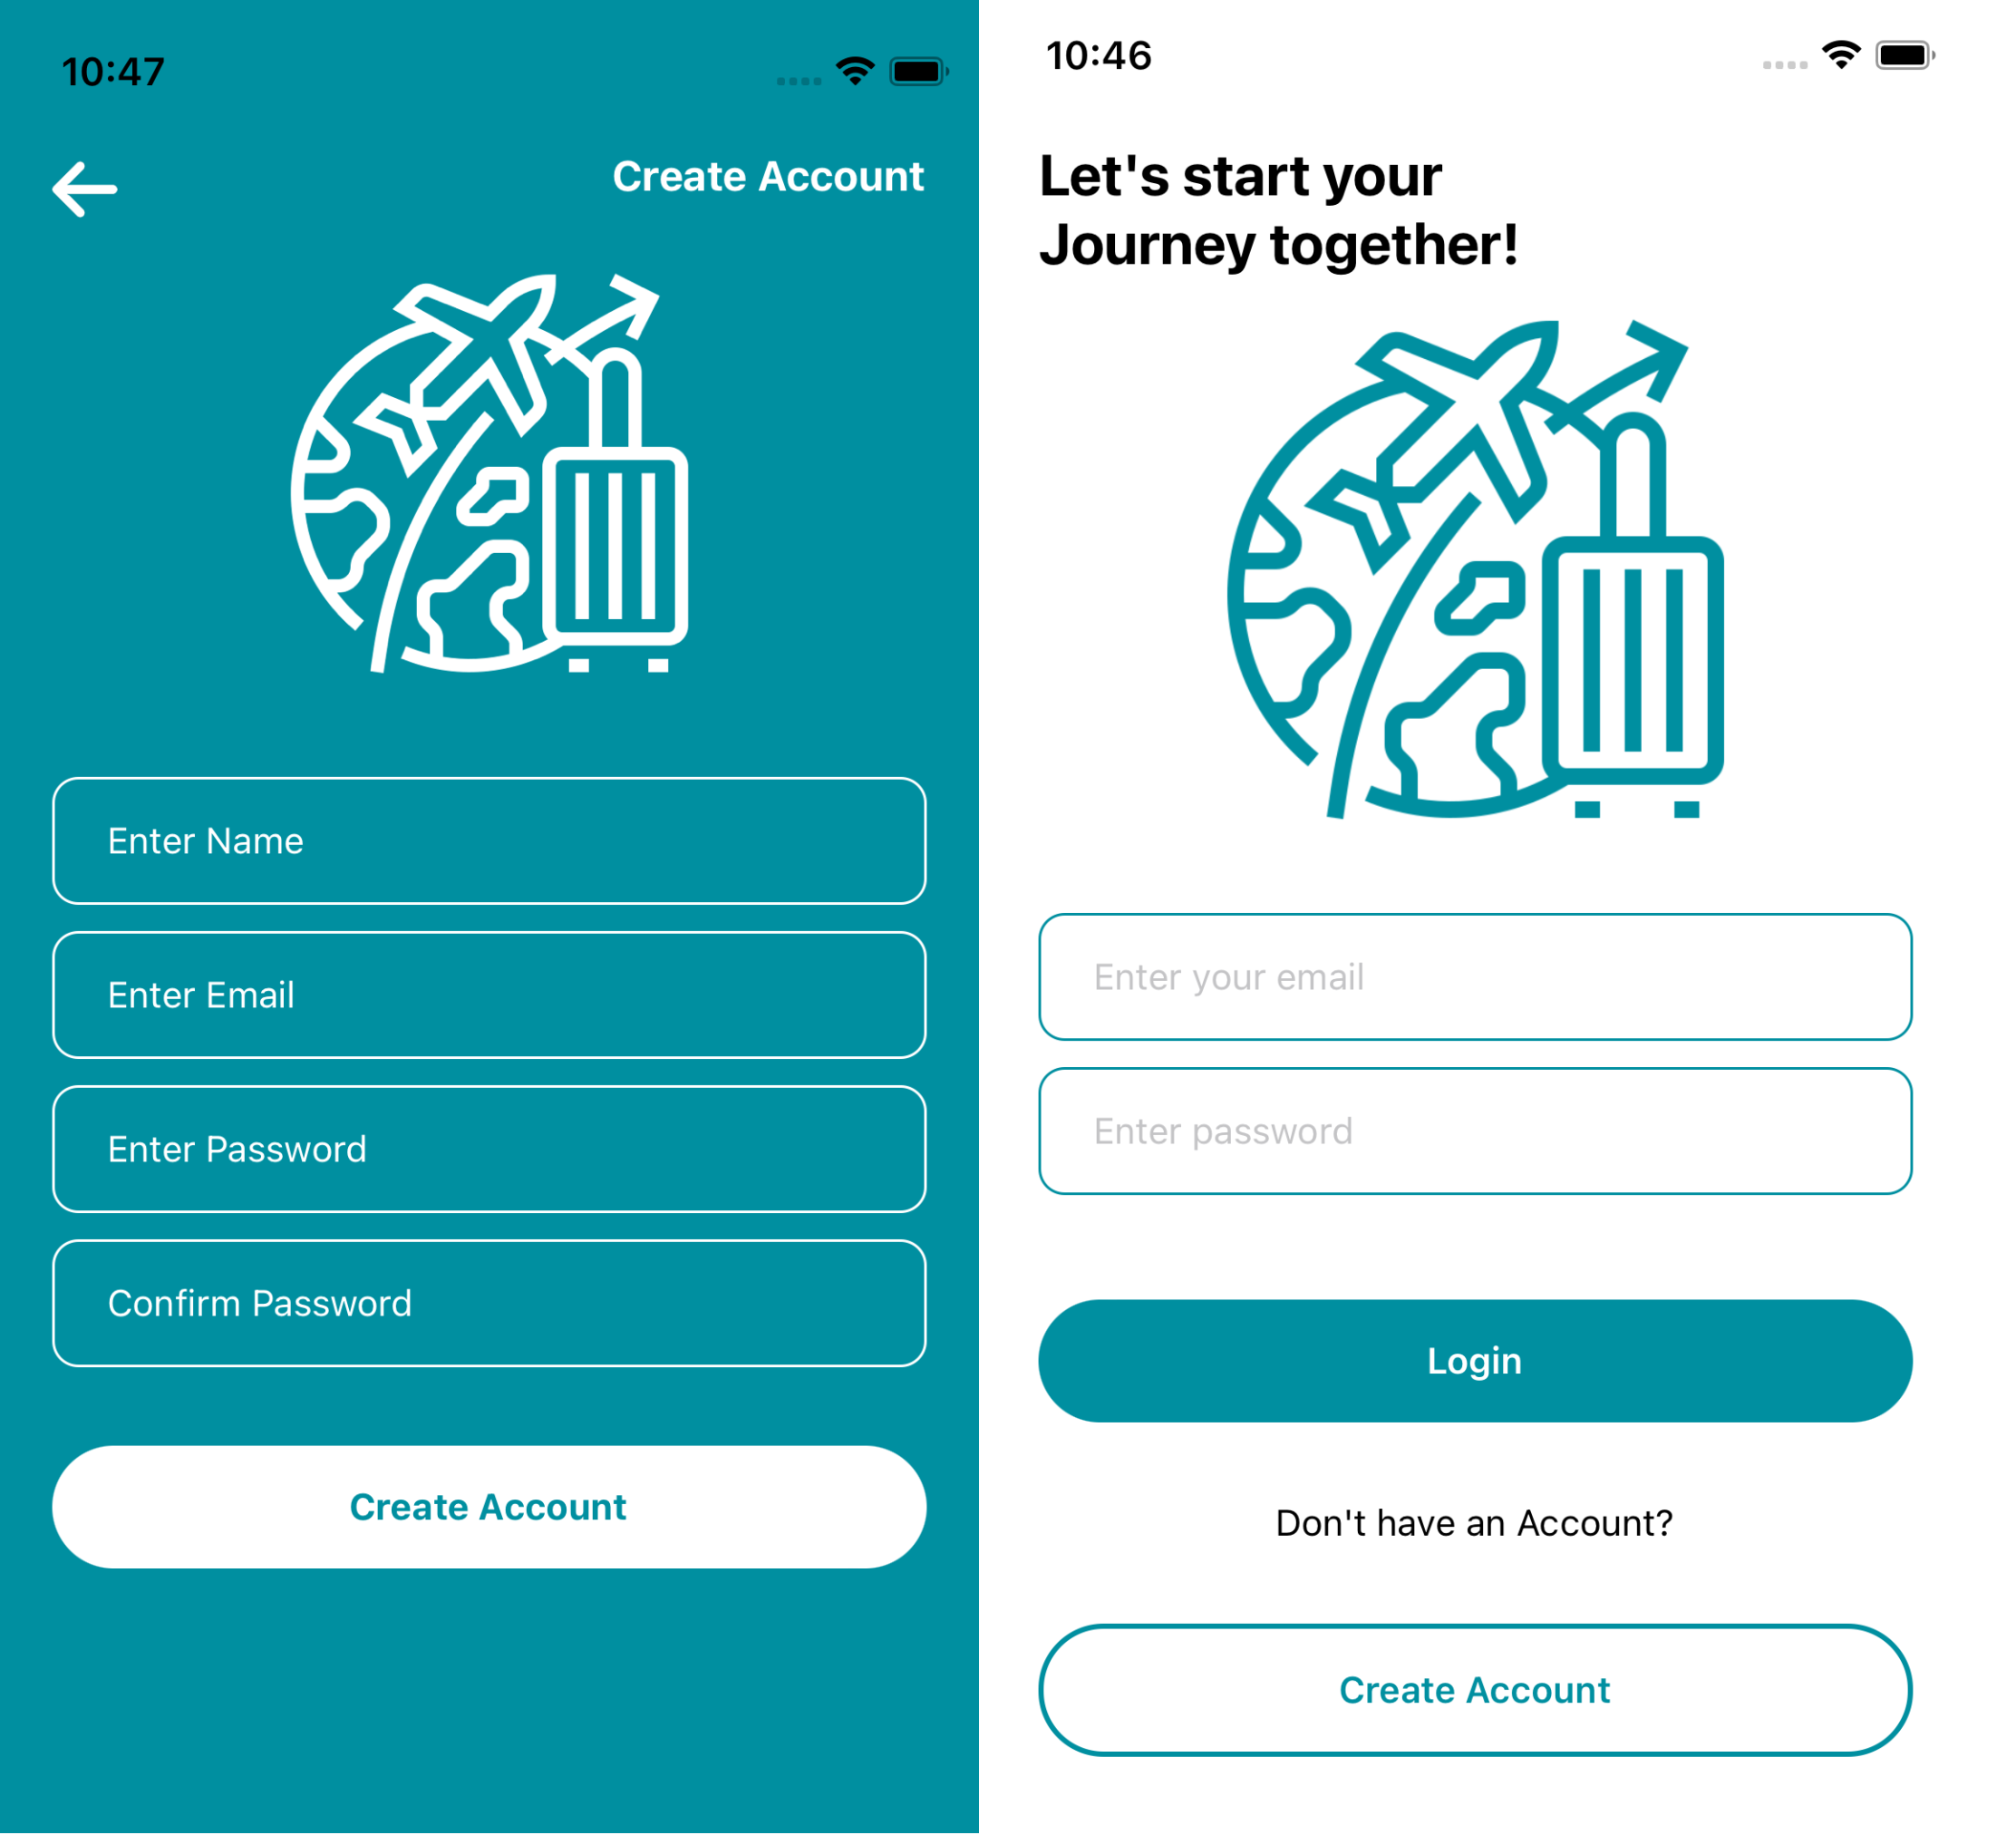 10:47
Create Account
Enter Name
Enter Email
Enter Password
Confirm Password
Create Account
10:46
Let's start your
Journey together!
Enter your email
Enter password
Login
Don't have an Account?
Create Account